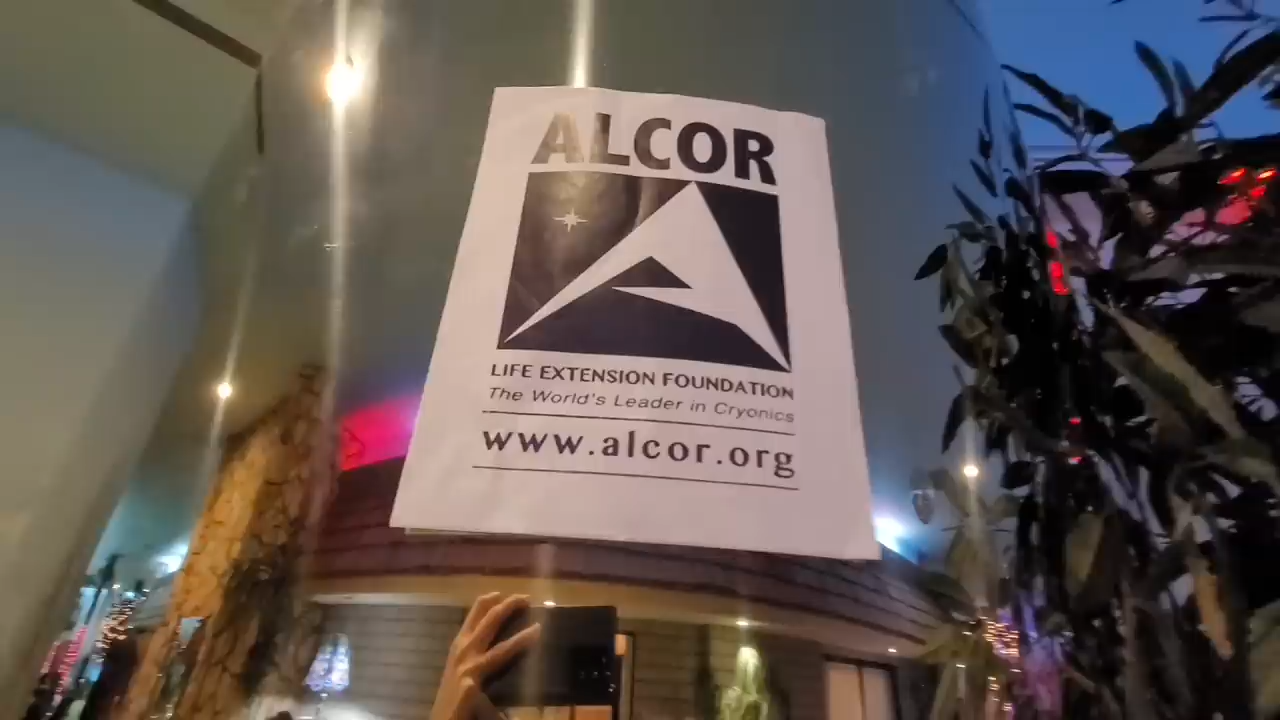 ALCOR
LIFE EXTENSION FOUNDATION
The World's Leader in Cryonics
www.alcor.org